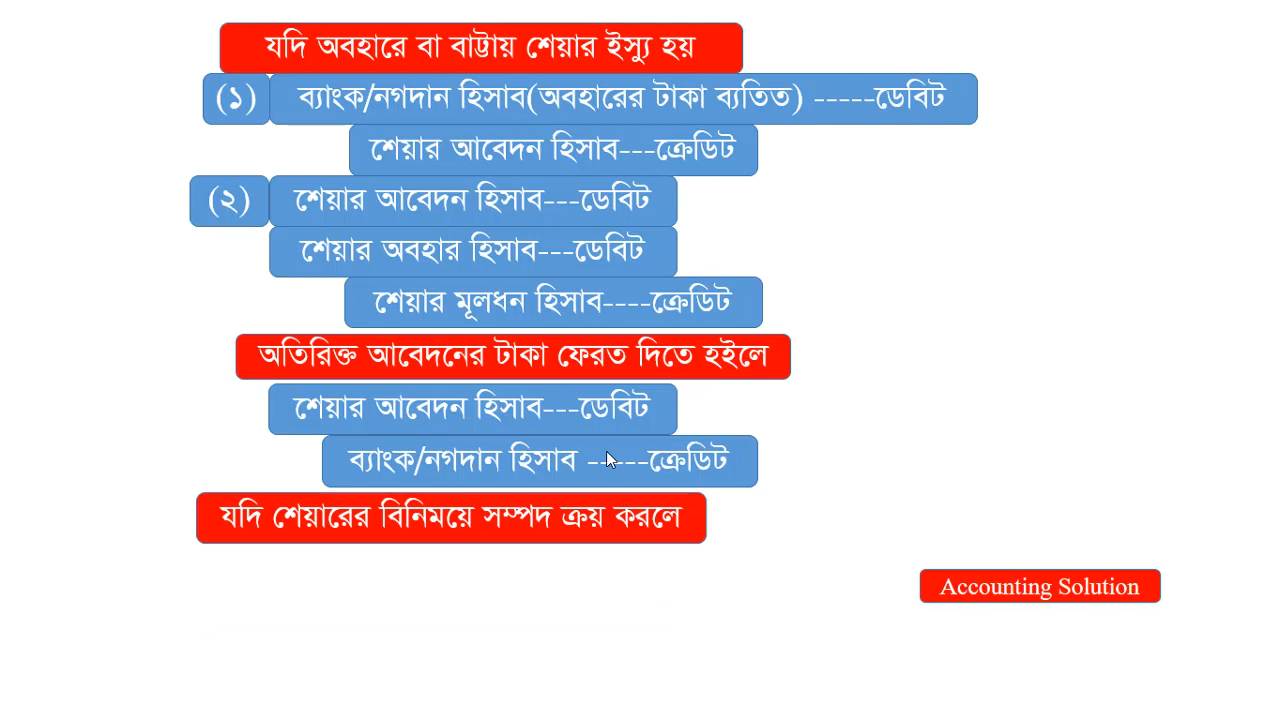 যদি অবহারে বা বাট্টায় শেয়ার ইস্যু হয়
(১) ব্যাংক/নগদান হিসাব(অবহারের টাকা ব্যতিত) -----ডেবিট
শেয়ার আবেদন হিসাব---ক্রেডিট
(২) শেয়ার আবেদন হিসাব---ডেবিট
শেয়ার অবহার হিসাব---ডেবিট
শেয়ার মূলধন হিসাব----ক্রেডিট
অতিরিক্ত আবেদনের টাকা ফেরত দিতে হইলে
শেয়ার আবেদন হিসাব---ডেবিট
ব্যাংক/নগদান হিসাব -----ক্রেডিট
যদি শেয়ারের বিনিময়ে সম্পদ ক্রয় করলে
Accounting Solution